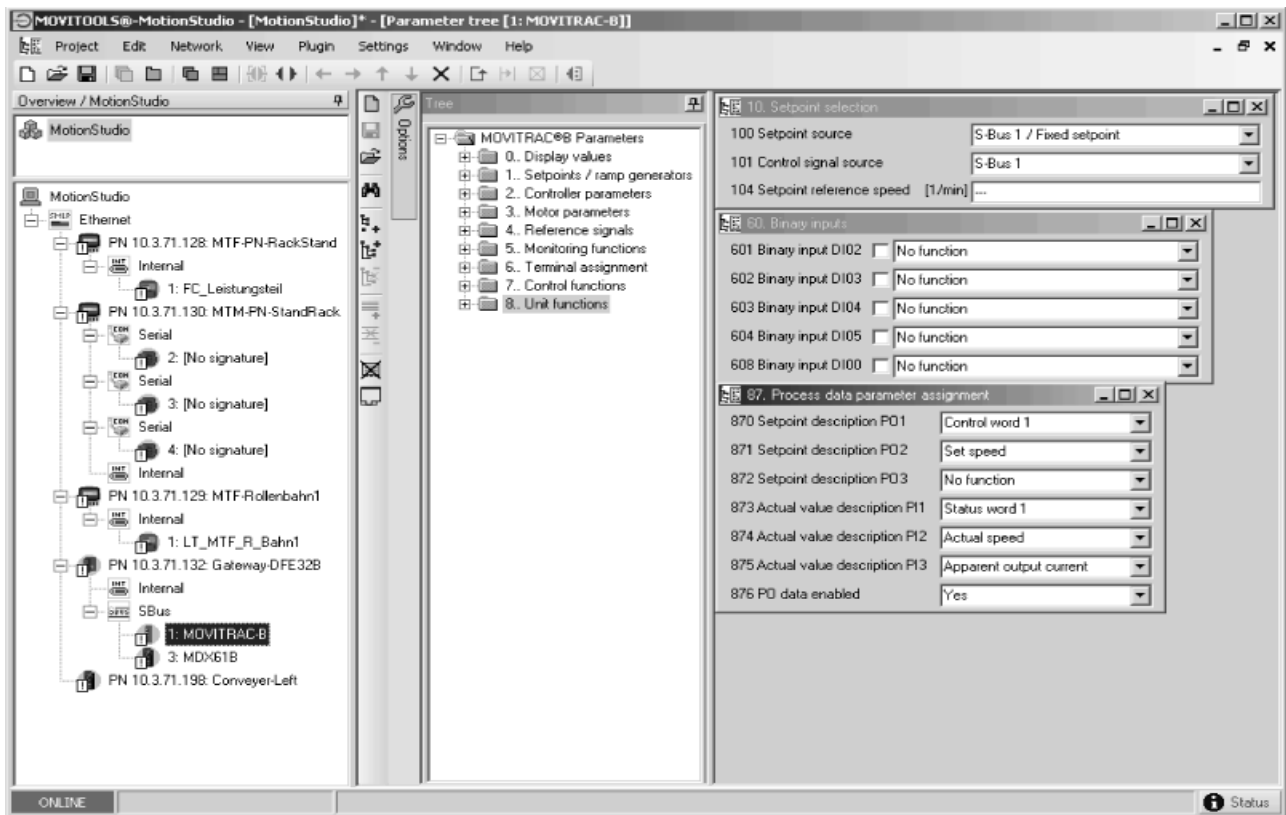 MOVITOOLS®-MotionStudio - [MotionStudio]* - [Parameter tree [1: MOVITRAC-B]]
Project Edit Network View Plugin Settings Window Help
Overview / MotionStudio
MotionStudio
MotionStudio
Ethernet
PN 10.3.71.128: MTF-PN-RackStand
Internal
1: FC_Leistungsteil
PN 10.3.71.130: MTM-PN-StandRack
Serial
2: [No signature]
Serial
3: [No signature]
Serial
4: [No signature]
Internal
PN 10.3.71.129: MTF-Rollenbahn1
Internal
1: LT_MTF_R_Bahn1
PN 10.3.71.132: Gateway-DFE32B
Internal
SBus
1: MOVITRAC-B
3: MDX61B
PN 10.3.71.198: Conveyer-Left
Options
Tree
MOVITRAC®B Parameters
0.. Display values
1.. Setpoints / ramp generators
2.. Controller parameters
3.. Motor parameters
4.. Reference signals
5.. Monitoring functions
6.. Terminal assignment
7.. Control functions
8.. Unit functions
10. Setpoint selection
100 Setpoint source S-Bus 1 / Fixed setpoint
101 Control signal source S-Bus 1
104 Setpoint reference speed [1/min] ---
60. Binary inputs
601 Binary input DI02 No function
602 Binary input DI03 No function
603 Binary input DI04 No function
604 Binary input DI05 No function
608 Binary input DI00 No function
87. Process data parameter assignment
870 Setpoint description PO1 Control word 1
871 Setpoint description PO2 Set speed
872 Setpoint description PO3 No function
873 Actual value description PI1 Status word 1
874 Actual value description PI2 Actual speed
875 Actual value description PI3 Apparent output current
876 PO data enabled Yes
ONLINE
Status